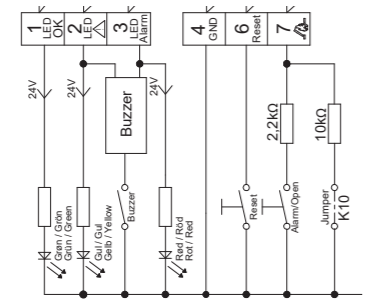 1
LED
OK
2
LED
3
LED
Alarm
4
GND
6
Reset
7
24V
24V
24V
Buzzer
2,2kΩ
10kΩ
Grøn / Grön
Grün / Green
Gul / Gul
Gelb / Yellow
Buzzer
Rød / Röd
Rot / Red
Reset
Alarm/Open
Jumper
K10